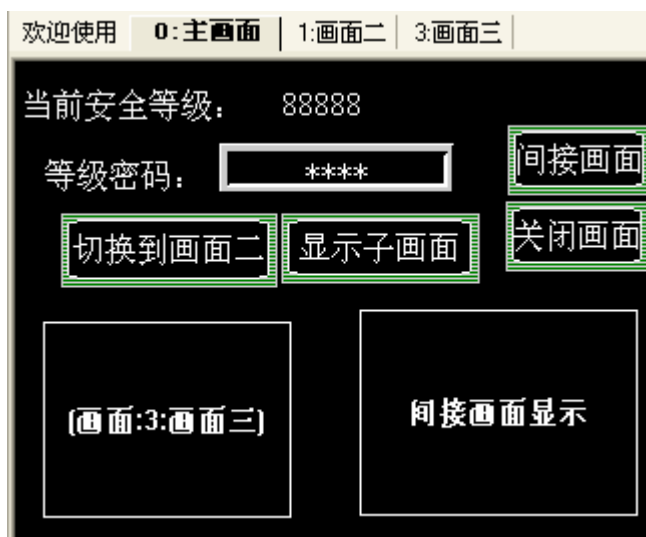 欢迎使用 0:主画面 1:画面二 3:画面三
当前安全等级： 88888
等级密码： ****
间接画面
切换到画面二 显示子画面 关闭画面
(画面:3:画面三) 间接画面显示